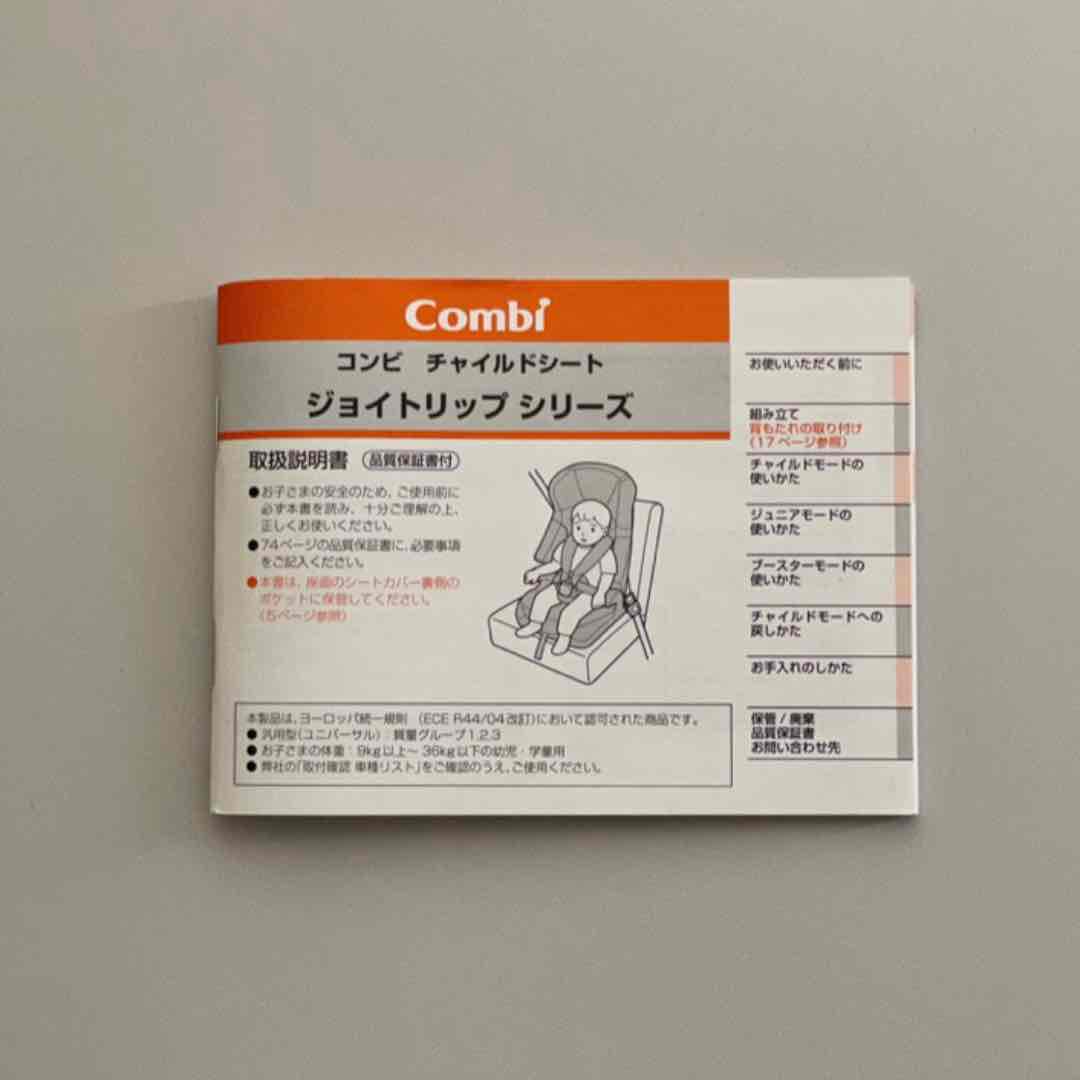 Combi
コンビ チャイルドシート
ジョイトリップ シリーズ
取扱説明書 (品質保証書付)
●お子さまの安全のため、ご使用前に
必ず本書を読み、十分ご理解の上、
正しくお使いください。
●74ページの品質保証書に、必要事項
をご記入ください。
●本書は、座面のシートカバー裏側の
ポケットに保管してください。
(5ページ参照)
本製品は、ヨーロッパ統一規則 (ECE R44/04改訂)において認可された商品です。
● 汎用型(ユニバーサル):質量グループ1,2,3
● お子さまの体重:9kg以上〜36kg以下の幼児・学童用
● 弊社の「取付確認 車種リスト」をご確認のうえ、ご使用ください。
お使いいただく前に
組み立て
背もたれの取り付け
(17ページ参照)
チャイルドモードの
使いかた
ジュニアモードの
使いかた
ブースターモードの
使いかた
チャイルドモードへの
戻しかた
お手入れのしかた
保管/廃棄
品質保証書
お問い合わせ先